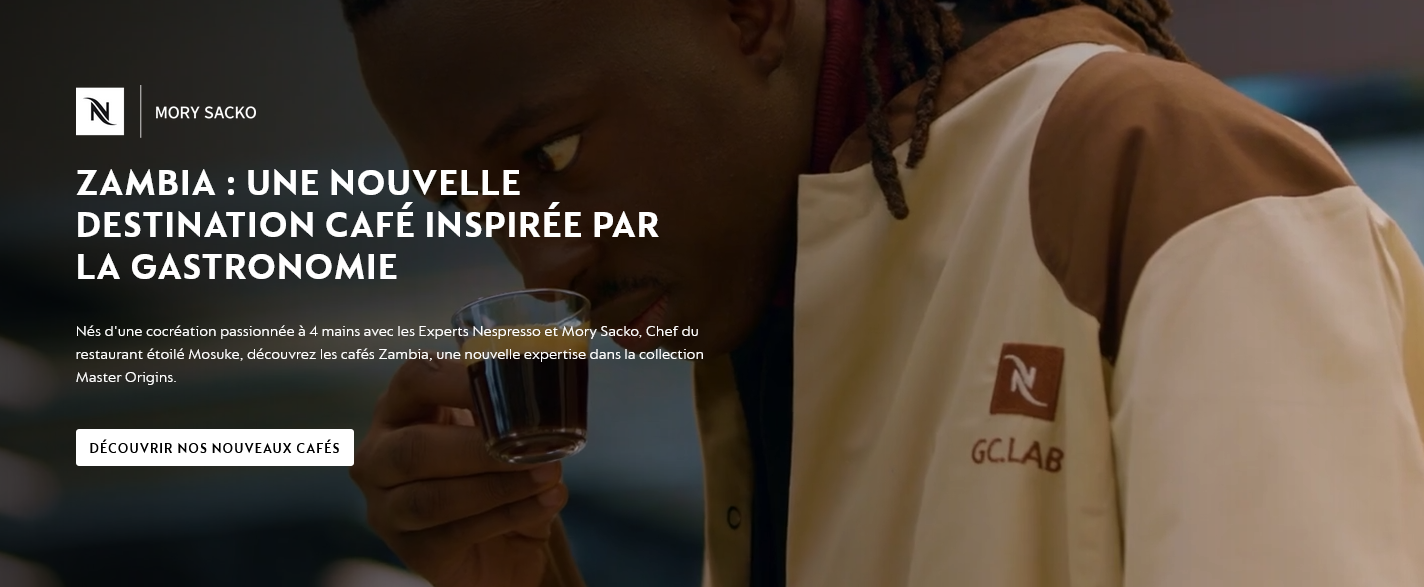 N
MORY SACKO
ZAMBIA : UNE NOUVELLE
DESTINATION CAFÉ INSPIRÉE PAR
LA GASTRONOMIE
Nés d'une cocréation passionnée à 4 mains avec les Experts Nespresso et Mory Sacko, Chef du
restaurant étoilé Mosuke, découvrez les cafés Zambia, une nouvelle expertise dans la collection
Master Origins.
DÉCOUVRIR NOS NOUVEAUX CAFÉS
N
GC.LAB